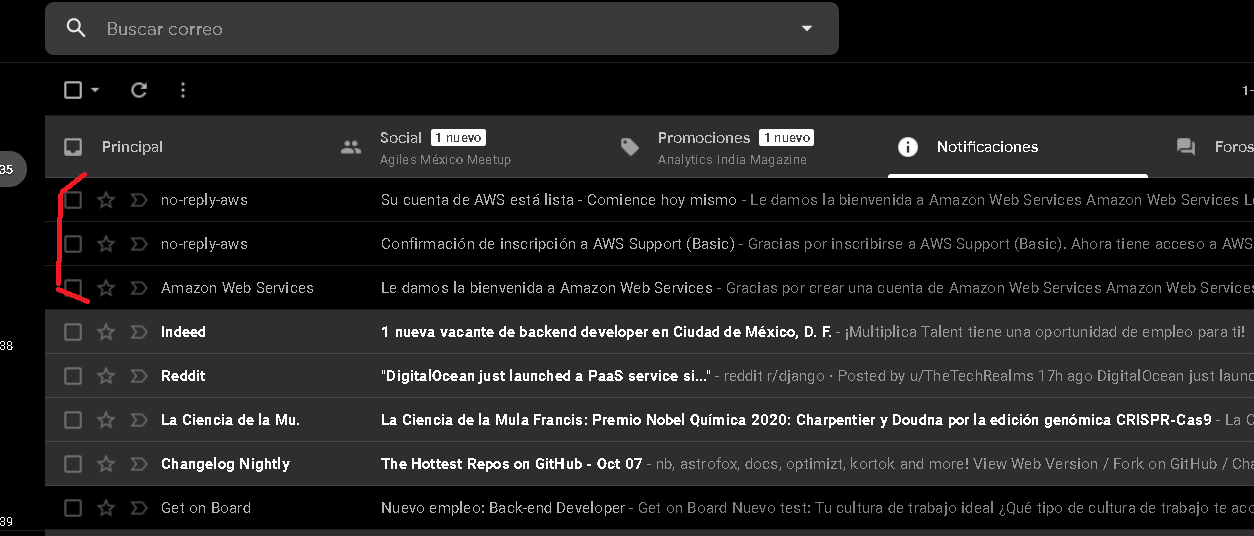 Buscar correo
1-
Principal
Social 1 nuevo
Agiles México Meetup
Promociones 1 nuevo
Analytics India Magazine
Notificaciones
Foros
35
no-reply-aws Su cuenta de AWS está lista - Comience hoy mismo - Le damos la bienvenida a Amazon Web Services Amazon Web Services L
no-reply-aws Confirmación de inscripción a AWS Support (Basic) - Gracias por inscribirse a AWS Support (Basic). Ahora tiene acceso a AWS
Amazon Web Services Le damos la bienvenida a Amazon Web Services - Gracias por crear una cuenta de Amazon Web Services Amazon Web Services
Indeed 1 nueva vacante de backend developer en Ciudad de México, D. F. - ¡Multiplica Talent tiene una oportunidad de empleo para ti!
38
Reddit "DigitalOcean just launched a PaaS service si..." - reddit r/django · Posted by u/TheTechRealms 17h ago DigitalOcean just launc
La Ciencia de la Mu. La Ciencia de la Mula Francis: Premio Nobel Química 2020: Charpentier y Doudna por la edición genómica CRISPR-Cas9 - La C
Changelog Nightly The Hottest Repos on GitHub - Oct 07 - nb, astrofox, docs, optimizt, kortok and more! View Web Version / Fork on GitHub / Cha
Get on Board Nuevo empleo: Back-end Developer - Get on Board Nuevo test: Tu cultura de trabajo ideal ¿Qué tipo de cultura de trabajo te aco
39